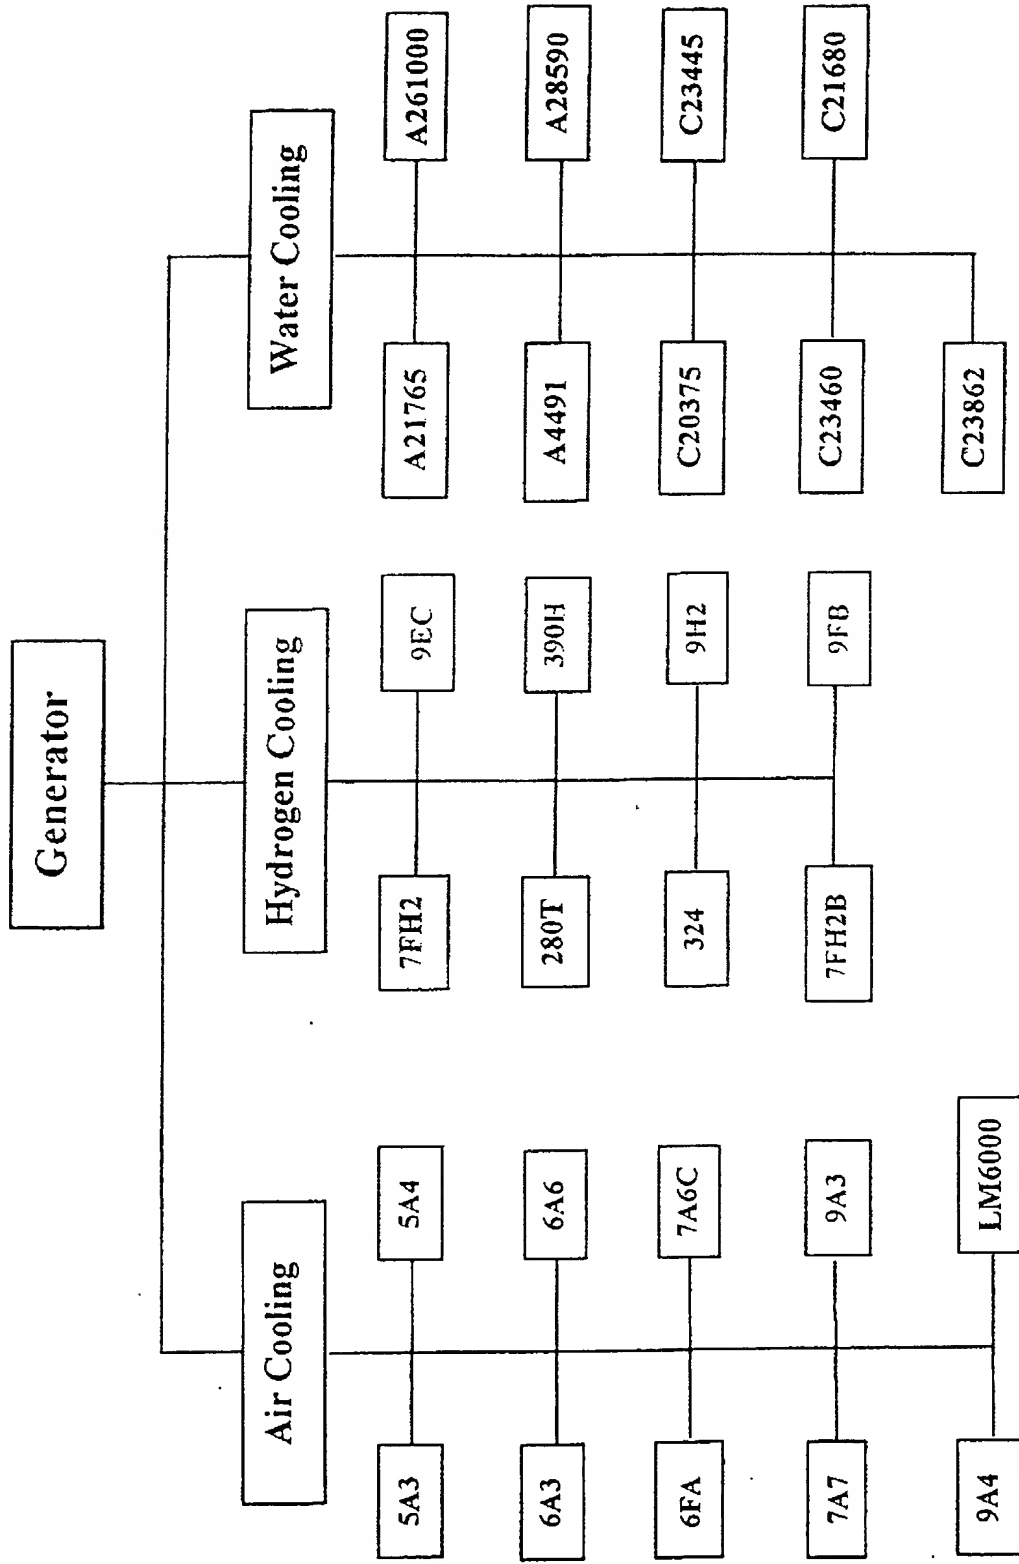 Generator
Air Cooling
5A3
5A4
6A3
6A6
6FA
7A6C
7A7
9A3
9A4
LM6000
Hydrogen Cooling
7FH2
9EC
280T
390H
324
9H2
7FH2B
9FB
Water Cooling
A21765
A261000
A4491
A28590
C20375
C23445
C23460
C21680
C23862